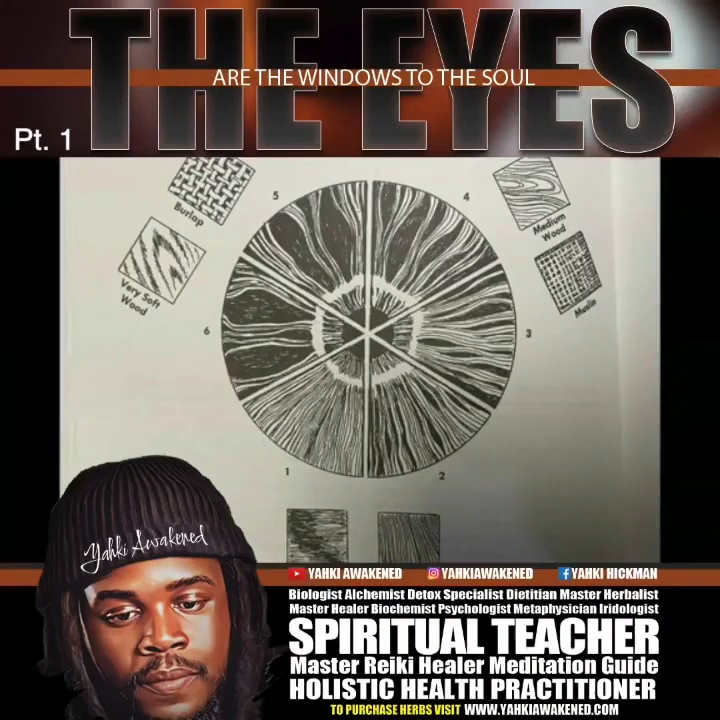 THE EYES
ARE THE WINDOWS TO THE SOUL
Pt. 1
Burlap
5
4
Medium
Wood
Very Soft
Wood
Muslin
6
3
1
2
Yahki Awakened
YAHKI AWAKENED YAHKIAWAKENED YAHKI HICKMAN
Biologist Alchemist Detox Specialist Dietitian Master Herbalist
Master Healer Biochemist Psychologist Metaphysician Iridologist
SPIRITUAL TEACHER
Master Reiki Healer Meditation Guide
HOLISTIC HEALTH PRACTITIONER
TO PURCHASE HERBS VISIT WWW.YAHKIAWAKENED.COM